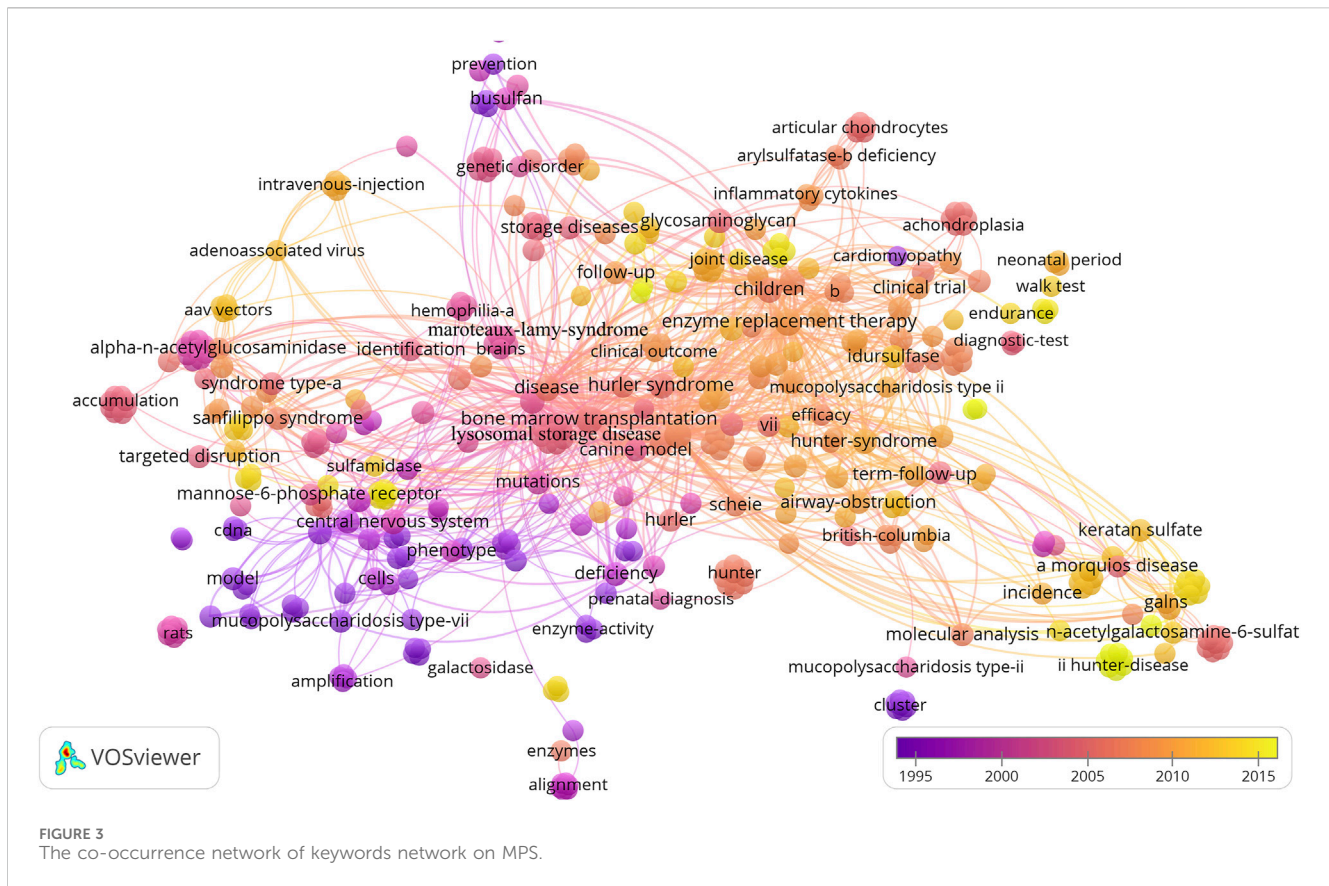 prevention
busulfan
articular chondrocytes
genetic disorder
arylsulfatase-b deficiency
intravenous-injection
inflammatory cytokines
storage diseases
glycosaminoglycan
achondroplasia
adenoassociated virus
follow-up
joint disease
cardiomyopathy
neonatal period
children
b
clinical trial
walk test
aav vectors
hemophilia-a
enzyme replacement therapy
endurance
maroteaux-lamy-syndrome
alpha-n-acetylglucosaminidase
identification
brains
clinical outcome
idursulfase
diagnostic-test
syndrome type-a
disease
hurler syndrome
mucopolysaccharidosis type ii
accumulation
sanfilippo syndrome
bone marrow transplantation
vii
efficacy
lysosomal storage disease
hunter-syndrome
targeted disruption
sulfamidase
canine model
term-follow-up
mannose-6-phosphate receptor
mutations
scheie
airway-obstruction
cdna
central nervous system
hurler
british-columbia
keratan sulfate
phenotype
model
cells
deficiency
hunter
a morquios disease
prenatal-diagnosis
incidence
galns
mucopolysaccharidosis type-vii
rats
enzyme-activity
molecular analysis
n-acetylgalactosamine-6-sulfat
amplification
galactosidase
mucopolysaccharidosis type-ii
ii hunter-disease
cluster
enzymes
alignment
VOSviewer
1995 2000 2005 2010 2015
FIGURE 3
The co-occurrence network of keywords network on MPS.